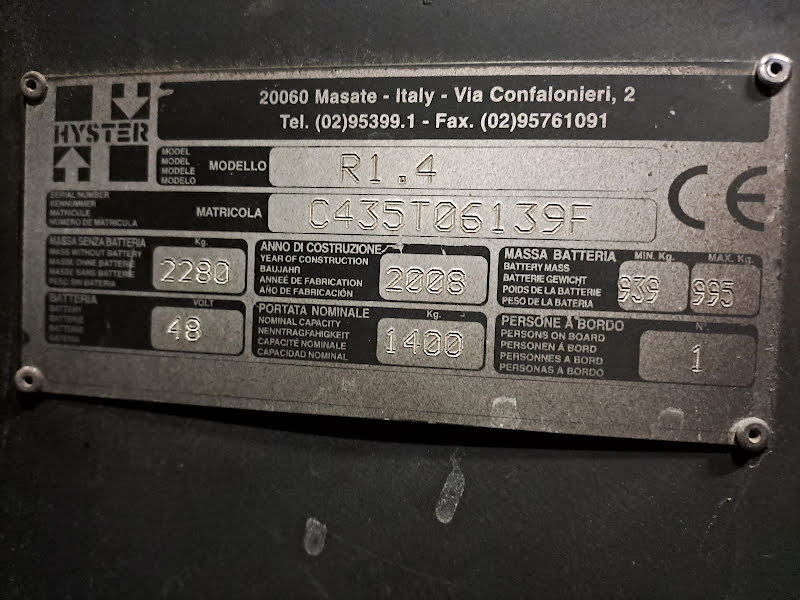 HYSTER
20060 Masate - Italy - Via Confalonieri, 2
Tel. (02)95399.1 - Fax. (02)95761091
MODEL
MODEL
MODELE
MODELO
MODELLO
R1.4
SERIAL NUMBER
KENNUMMER
MATRICULE
NUMERO DE MATRICULA
MATRICOLA
C435T06139F
CE
MASSA SENZA BATTERIA
MASS WITHOUT BATTERY
MASSE OHNE BATTERIE
MASSE SANS BATTERIE
PESO SIN BATERIA
Kg.
2280
ANNO DI COSTRUZIONE
YEAR OF CONSTRUCTION
BAUJAHR
ANNEÉ DE FABRICATION
AÑO DE FABRICACIÓN
2008
MASSA BATTERIA
BATTERY MASS
BATTERIE GEWICHT
POIDS DE LA BATTERIE
PESO DE LA BATERIA
MIN. Kg.
939
MAX. Kg.
995
BATTERIA
BATTERY
BATTERIE
BATTERIE
BATERIA
VOLT
48
PORTATA NOMINALE
NOMINAL CAPACITY
NENNTRAGFAHIGKEIT
CAPACITÉ NOMINALE
CAPACIDAD NOMINAL
Kg.
1400
PERSONE A BORDO
PERSONS ON BOARD
PERSONEN Á BORD
PERSONNES A BORD
PERSONAS A BORDO
N°
1